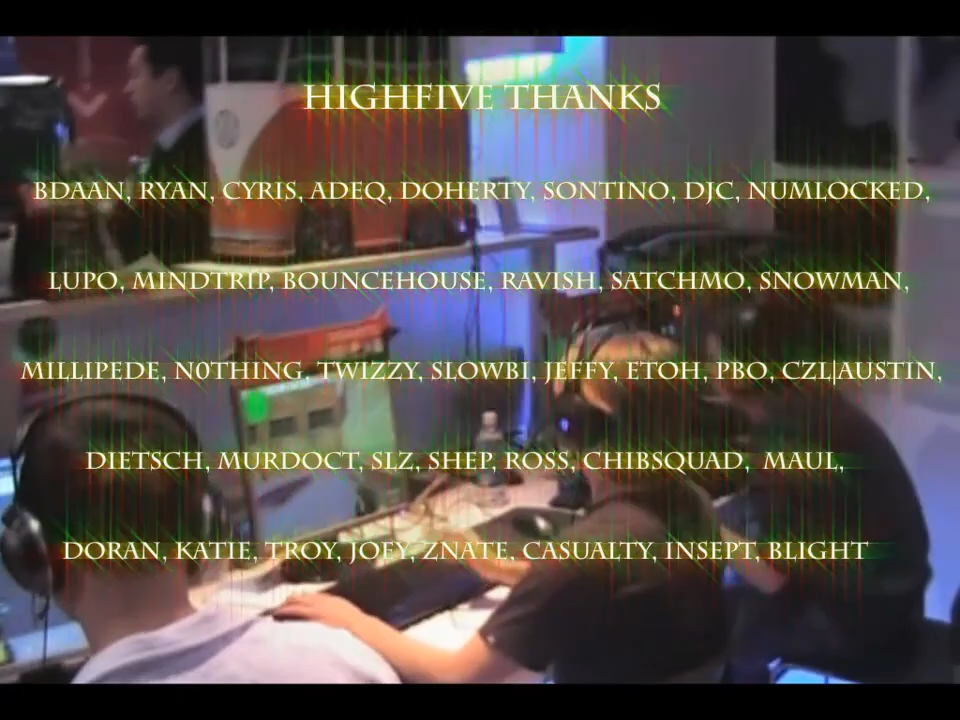 HIGHFIVE THANKS
BDAAN, RYAN, CYRIS, ADEQ, DOHERTY, SONTINO, DJC, NUMLOCKED,
LUPO, MINDTRIP, BOUNCEHOUSE, RAVISH, SATCHMO, SNOWMAN,
MILLIPEDE, N0THING, TWIZZY, SLOWBI, JEFFY, ETOH, PBO, CZL|AUSTIN,
DIETSCH, MURDOCT, SLZ, SHEP, ROSS, CHIBSQUAD, MAUL,
DORAN, KATIE, TROY, JOEY, ZNATE, CASUALTY, INSEPT, BLIGHT